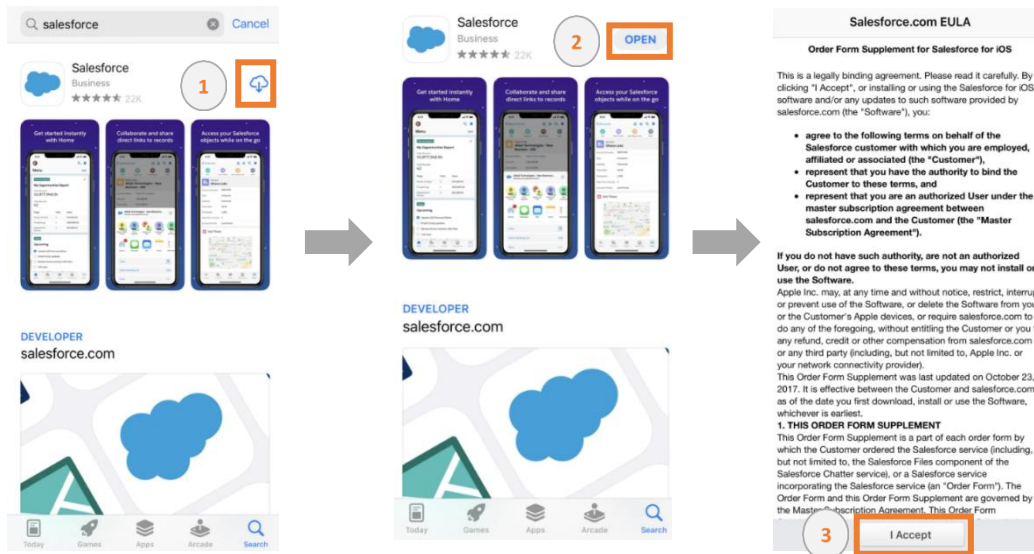 salesforce
Cancel
Salesforce
Business
22K
1
Get started instantly
with Home
Collaborate and share
direct links to records
Access your Salesforce
objects while on the go
Menu
DEVELOPER
salesforce.com
Today
Games
Apps
Arcade
Search
Salesforce
Business
22K
2
OPEN
Get started instantly
with Home
Collaborate and share
direct links to records
Access your Salesforce
objects while on the go
Menu
DEVELOPER
salesforce.com
Today
Games
Apps
Arcade
Search
Salesforce.com EULA
Order Form Supplement for Salesforce for iOS
This is a legally binding agreement. Please read it carefully. By
clicking "I Accept", or installing or using the Salesforce for iOS
software and/or any updates to such software provided by
salesforce.com (the "Software"), you:
• agree to the following terms on behalf of the
Salesforce customer with which you are employed,
affiliated or associated (the "Customer"),
• represent that you have the authority to bind the
Customer to these terms, and
• represent that you are an authorized User under the
master subscription agreement between
salesforce.com and the Customer (the "Master
Subscription Agreement").
If you do not have such authority, are not an authorized
User, or do not agree to these terms, you may not install or
use the Software.
Apple Inc. may, at any time and without notice, restrict, interrup
or prevent use of the Software, or delete the Software from you
or the Customer's Apple devices, or require salesforce.com to
do any of the foregoing, without entitling the Customer or you
any refund, credit or other compensation from salesforce.com
or any third party (including, but not limited to, Apple Inc. or
your network connectivity provider).
This Order Form Supplement was last updated on October 23,
2017. It is effective between the Customer and salesforce.com
as of the date you first download, install or use the Software,
whichever is earliest.
1. THIS ORDER FORM SUPPLEMENT
This Order Form Supplement is a part of each order form by
which the Customer ordered the Salesforce service (including,
but not limited to, the Salesforce Files component of the
Salesforce Chatter service), or a Salesforce service
incorporating the Salesforce service (an "Order Form"). The
Order Form and this Order Form Supplement are governed by
the Master Subscription Agreement. This Order Form
3
I Accept